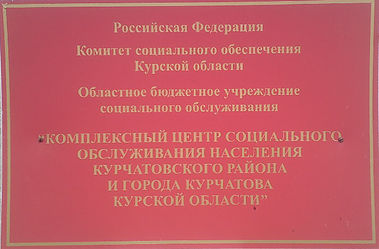 Российская Федерация
Комитет социального обеспечения
Курской области
Областное бюджетное учреждение
социального обслуживания
"КОМПЛЕКСНЫЙ ЦЕНТР СОЦИАЛЬНОГО
ОБСЛУЖИВАНИЯ НАСЕЛЕНИЯ
КУРЧАТОВСКОГО РАЙОНА
И ГОРОДА КУРЧАТОВА
КУРСКОЙ ОБЛАСТИ"